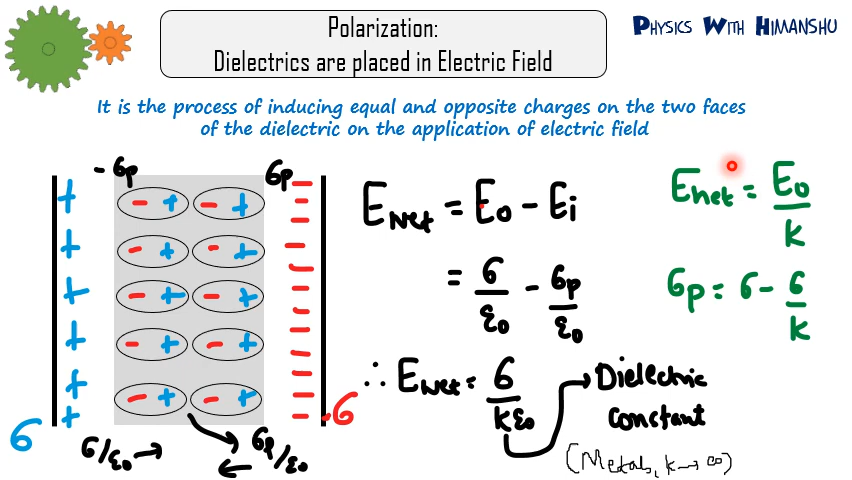 Polarization:
Dielectrics are placed in Electric Field
PHYSICS WITH HIMANSHU
It is the process of inducing equal and opposite charges on the two faces
of the dielectric on the application of electric field
-σp
σp
+ - + - + -
+ - + - + -
+ - + - + -
+ - + - + -
+ - + - + -
+
σ
-σ
σ/ε0 →
σp/ε0
←
Enet = E0 - Ei
= σ/ε0 - σp/ε0
∴ Enet = σ/kε0
Dielectric
constant
(Metals, k → ∞)
Enet = E0/k
σp = σ - σ/k